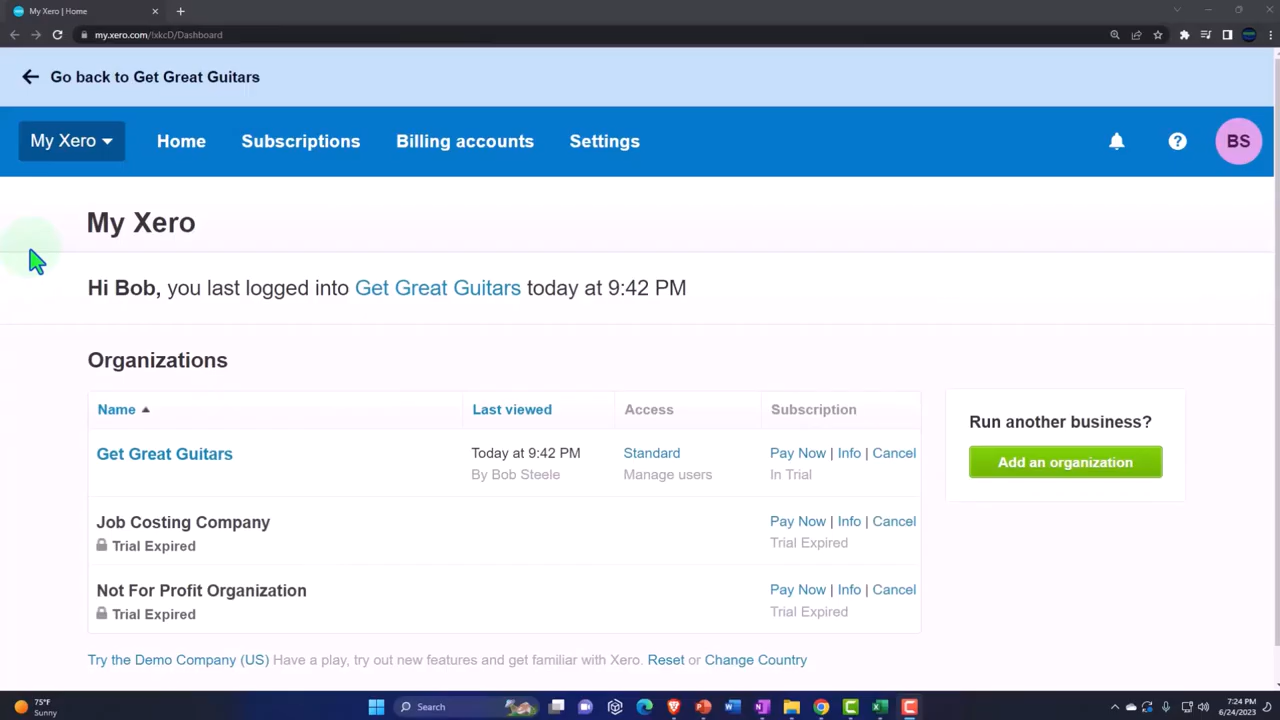 My Xero | Home
my.xero.com/!xkcD/Dashboard
Go back to Get Great Guitars
My Xero
Home
Subscriptions
Billing accounts
Settings
BS
My Xero
Hi Bob, you last logged into Get Great Guitars today at 9:42 PM
Organizations
Name
Last viewed
Access
Subscription
Get Great Guitars
Today at 9:42 PM
By Bob Steele
Standard
Manage users
Pay Now | Info | Cancel
In Trial
Job Costing Company
Trial Expired
Pay Now | Info | Cancel
Trial Expired
Not For Profit Organization
Trial Expired
Pay Now | Info | Cancel
Trial Expired
Run another business?
Add an organization
Try the Demo Company (US) Have a play, try out new features and get familiar with Xero. Reset or Change Country
75°F
Sunny
Search
7:24 PM
6/24/2023